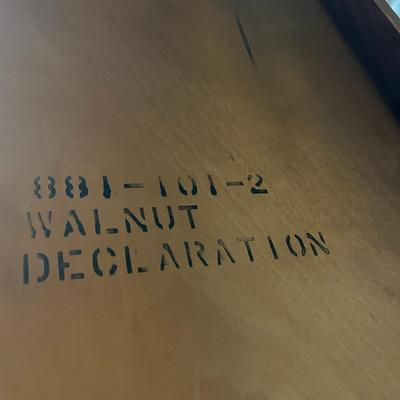 881-101-2
WALNUT
DECLARATION